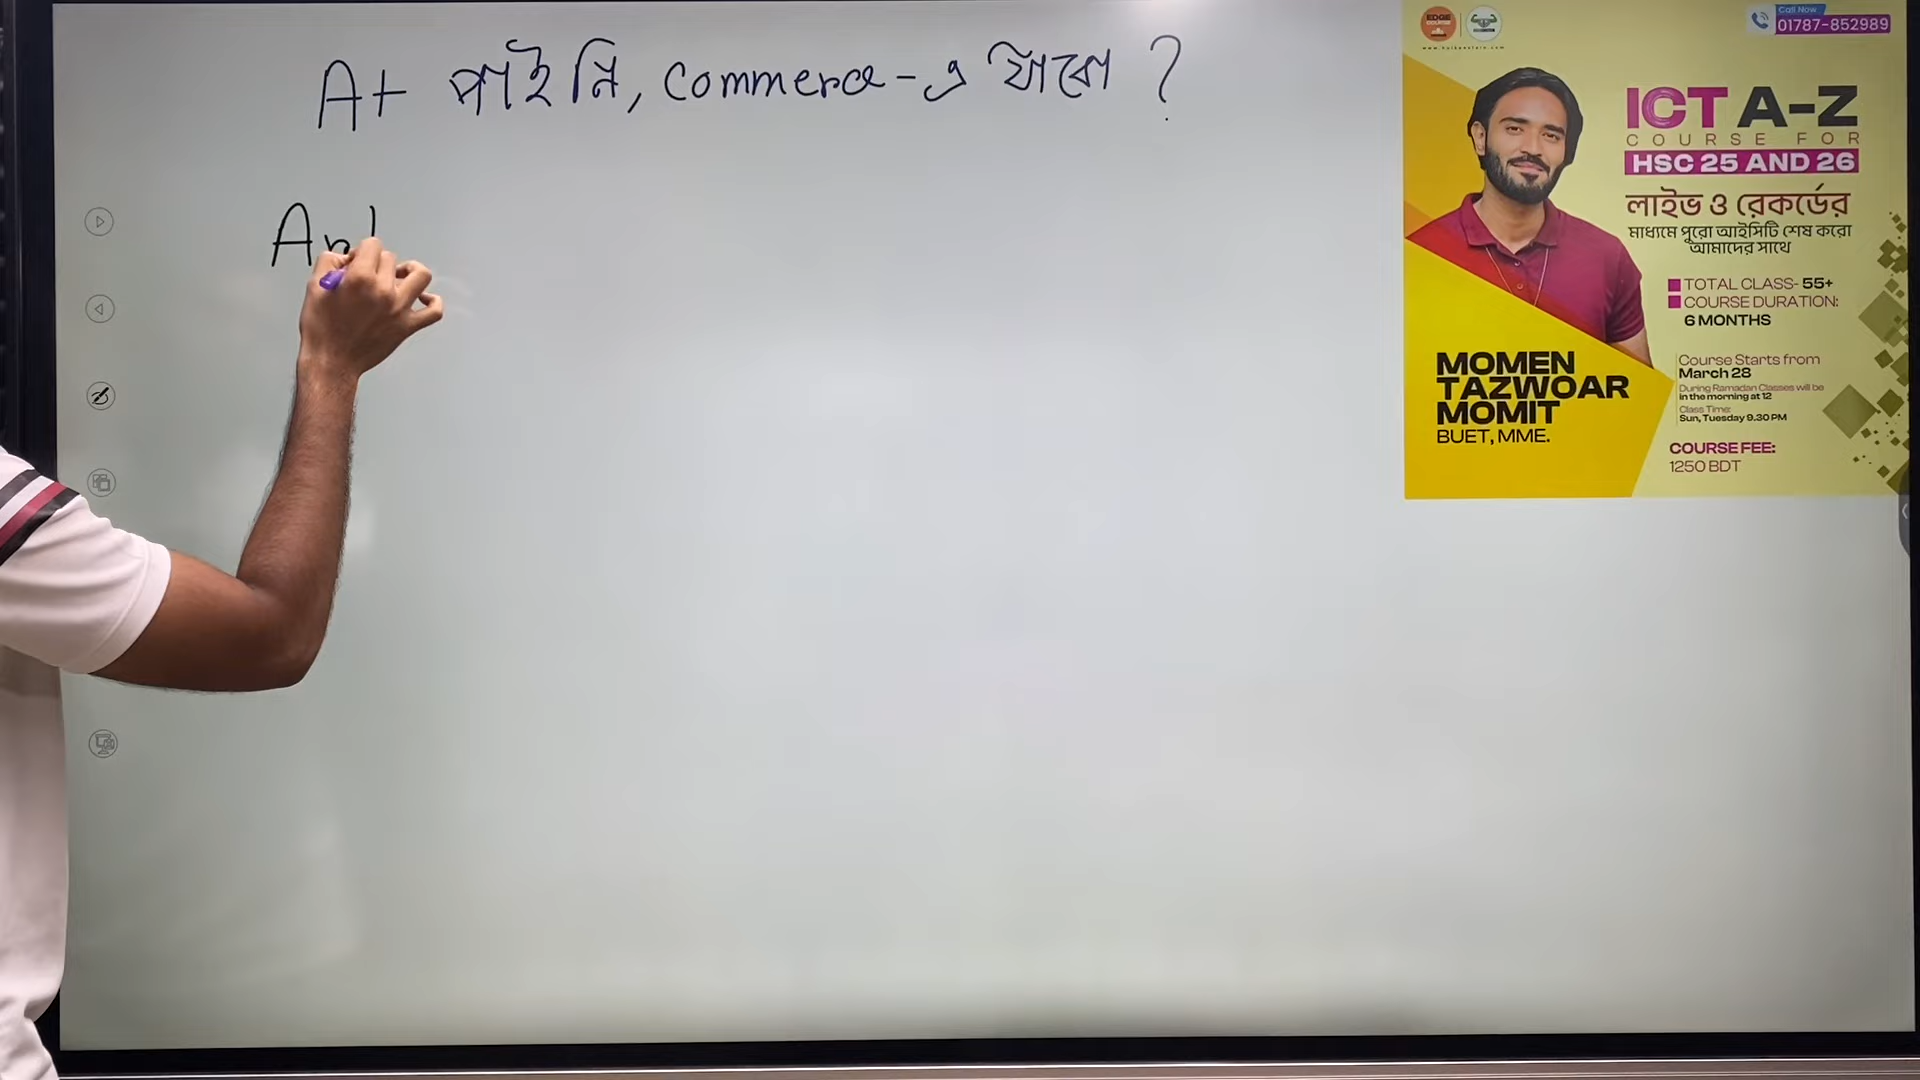 A+ পাইনি, Commerce-এ যাবো ?
EDGE
COURSE
Call Now
01787-852989
ICT A-Z
COURSE FOR
HSC 25 AND 26
লাইভ ও রেকর্ডের
মাধ্যমে পুরো আইসিটি শেষ করো
আমাদের সাথে
TOTAL CLASS- 55+
COURSE DURATION:
6 MONTHS
MOMEN
TAZWOAR
MOMIT
BUET, MME.
Course Starts from
March 28
During Ramadan Classes will be
in the morning at 12
Class Time:
Sun, Tuesday 9.30 PM
COURSE FEE:
1250 BDT